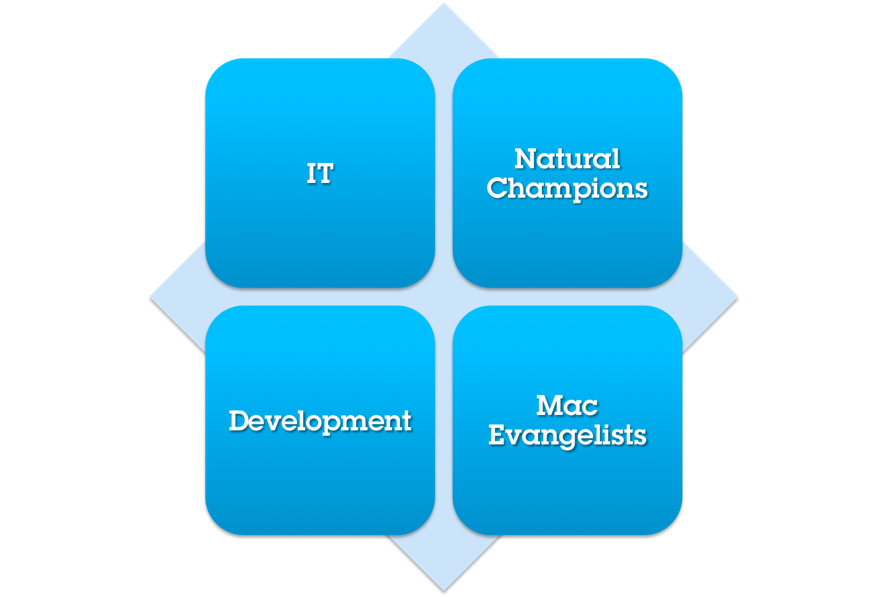 IT
Natural
Champions
Development
Mac
Evangelists